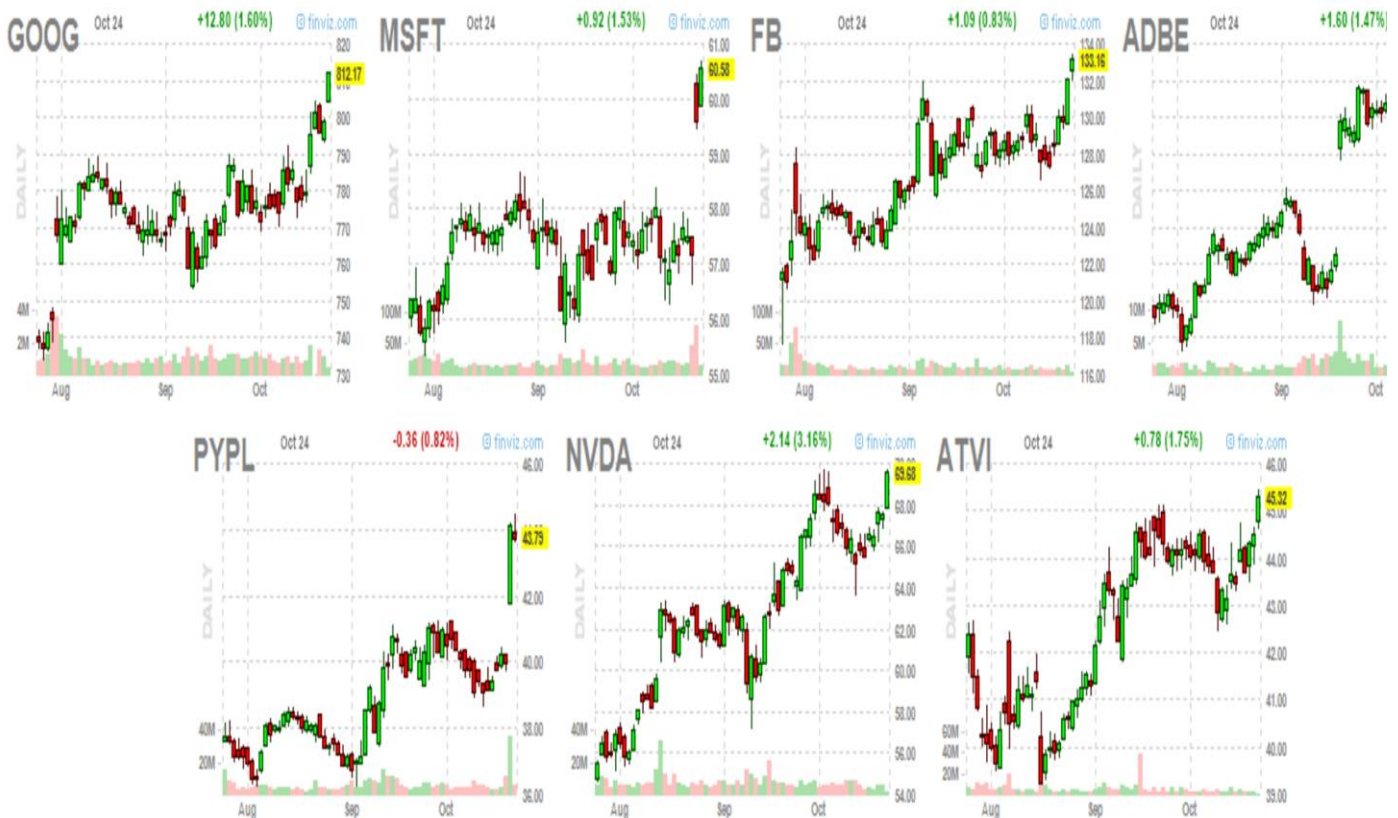 GOOG Oct 24 +12.80 (1.60%) © finviz.com
820
812.17
810
800
790
780
770
760
750
740
730
4M
2M
DAILY
Aug Sep Oct
MSFT Oct 24 +0.92 (1.53%) © finviz.com
61.00
60.58
60.00
59.00
58.00
57.00
56.00
55.00
100M
50M
DAILY
Aug Sep Oct
FB Oct 24 +1.09 (0.83%) © finviz.com
134.00
133.16
132.00
130.00
128.00
126.00
124.00
122.00
120.00
118.00
116.00
100M
50M
DAILY
Aug Sep Oct
ADBE Oct 24 +1.60 (1.47%)
10M
5M
DAILY
Aug Sep Oct
PYPL Oct 24 -0.36 (0.82%) © finviz.com
46.00
43.79
42.00
40.00
38.00
36.00
40M
20M
DAILY
Aug Sep Oct
NVDA Oct 24 +2.14 (3.16%) © finviz.com
69.68
68.00
66.00
64.00
62.00
60.00
58.00
56.00
54.00
40M
20M
DAILY
Aug Sep Oct
ATVI Oct 24 +0.78 (1.75%) © finviz.com
46.00
45.32
45.00
44.00
43.00
42.00
41.00
40.00
39.00
60M
40M
20M
DAILY
Aug Sep Oct